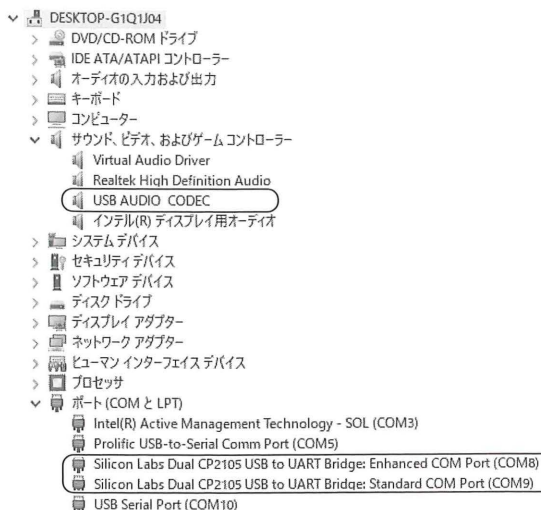 DESKTOP-G1Q1J04
DVD/CD-ROM ドライブ
IDE ATA/ATAPI コントローラー
オーディオの入力および出力
キーボード
コンピューター
サウンド、ビデオ、およびゲーム コントローラー
Virtual Audio Driver
Realtek High Definition Audio
USB AUDIO CODEC
インテル(R) ディスプレイ用オーディオ
システム デバイス
セキュリティ デバイス
ソフトウェア デバイス
ディスク ドライブ
ディスプレイ アダプター
ネットワーク アダプター
ヒューマン インターフェイス デバイス
プロセッサ
ポート (COM と LPT)
Intel(R) Active Management Technology - SOL (COM3)
Prolific USB-to-Serial Comm Port (COM5)
Silicon Labs Dual CP2105 USB to UART Bridge: Enhanced COM Port (COM8)
Silicon Labs Dual CP2105 USB to UART Bridge: Standard COM Port (COM9)
USB Serial Port (COM10)